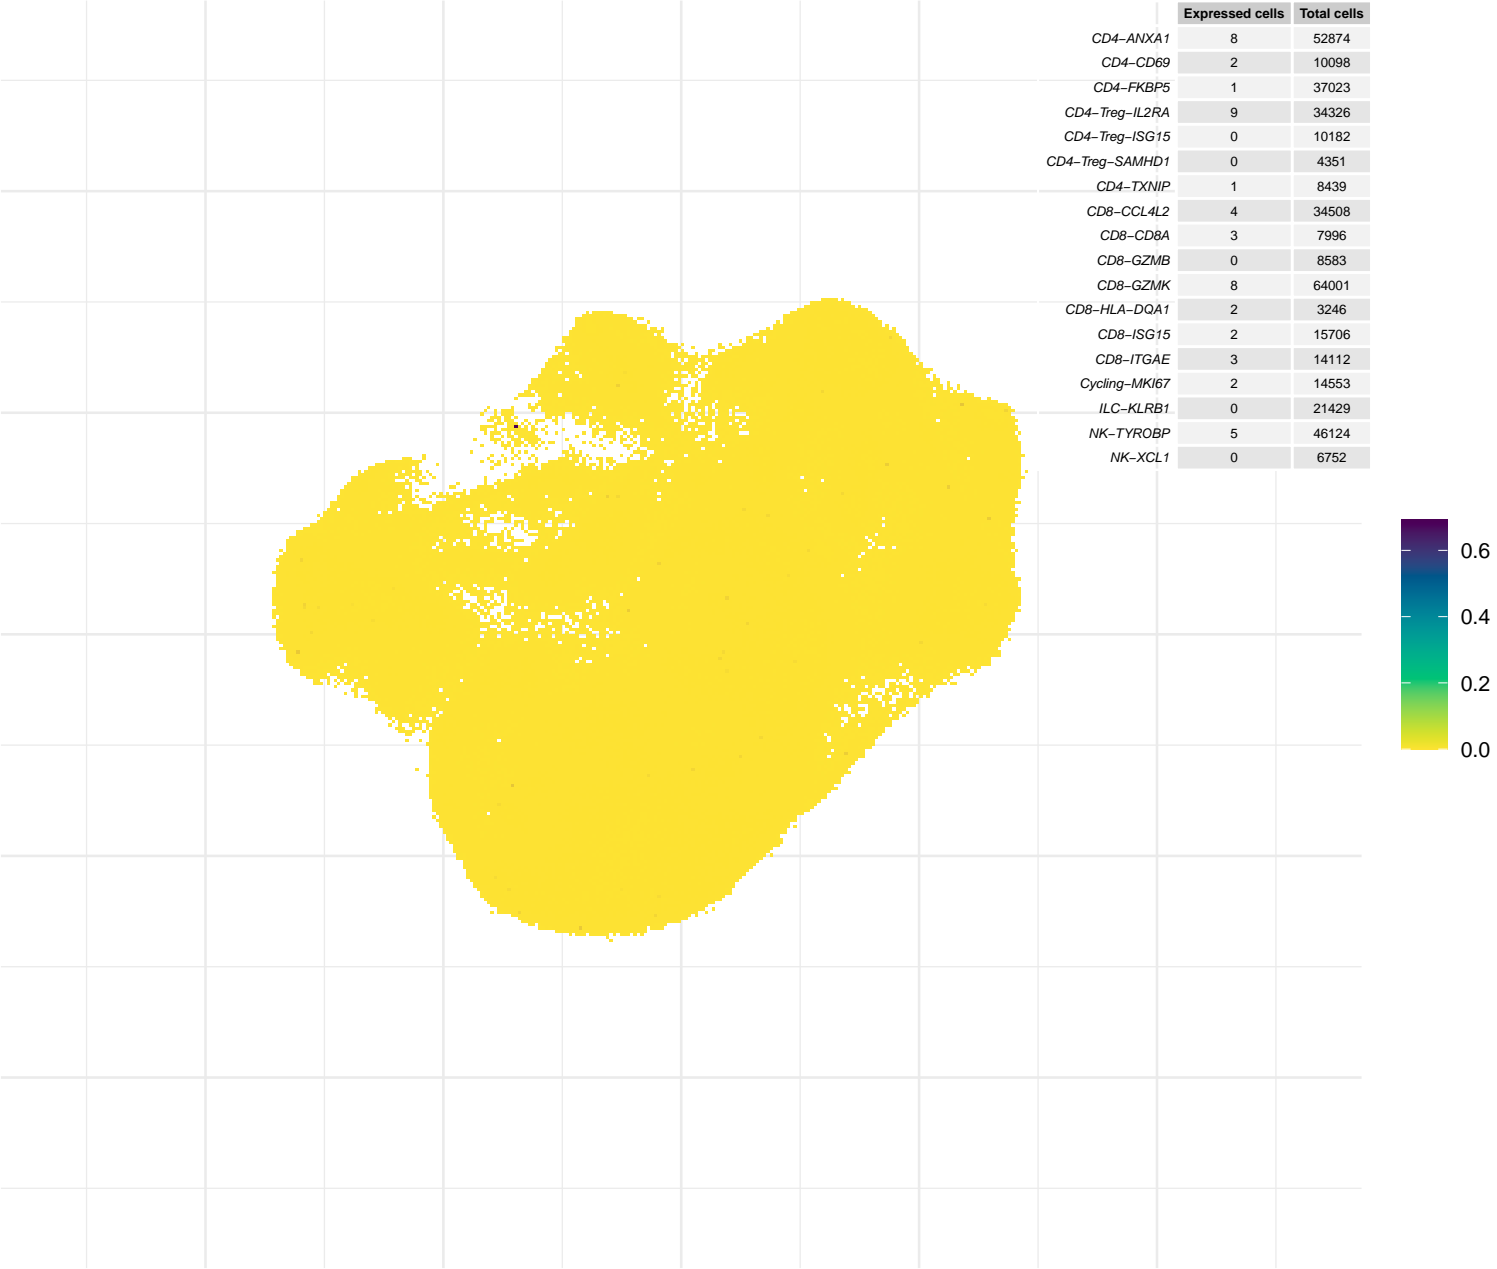 Expressed cells Total cells
CD4−ANXA1 8 52874
CD4−CD69 2 10098
CD4−FKBP5 1 37023
CD4−Treg−IL2RA 9 34326
CD4−Treg−ISG15 0 10182
CD4−Treg−SAMHD1 0 4351
CD4−TXNIP 1 8439
CD8−CCL4L2 4 34508
CD8−CD8A 3 7996
CD8−GZMB 0 8583
CD8−GZMK 8 64001
CD8−HLA−DQA1 2 3246
CD8−ISG15 2 15706
CD8−ITGAE 3 14112
Cycling−MKI67 2 14553
ILC−KLRB1 0 21429
NK−TYROBP 5 46124
NK−XCL1 0 6752
0.6
0.4
0.2
0.0